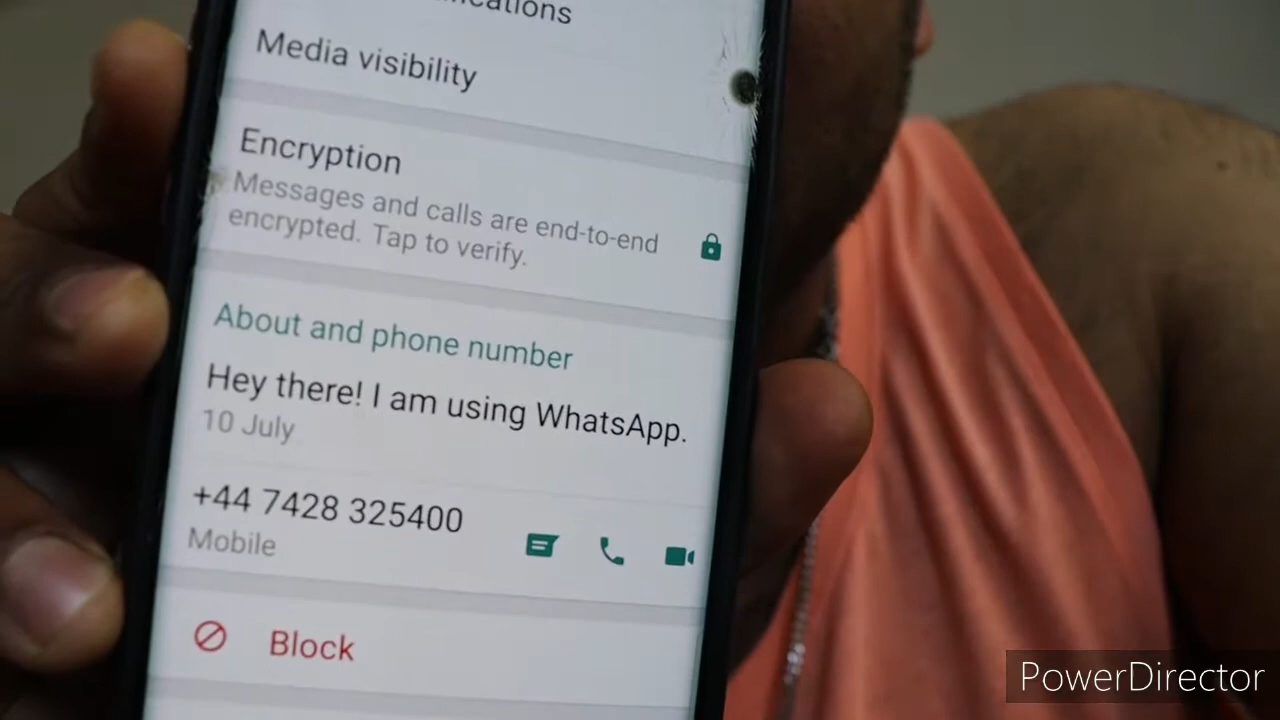 Media visibility
Encryption
Messages and calls are end-to-end
encrypted. Tap to verify.
About and phone number
Hey there! I am using WhatsApp.
10 July
+44 7428 325400
Mobile
Block
PowerDirector